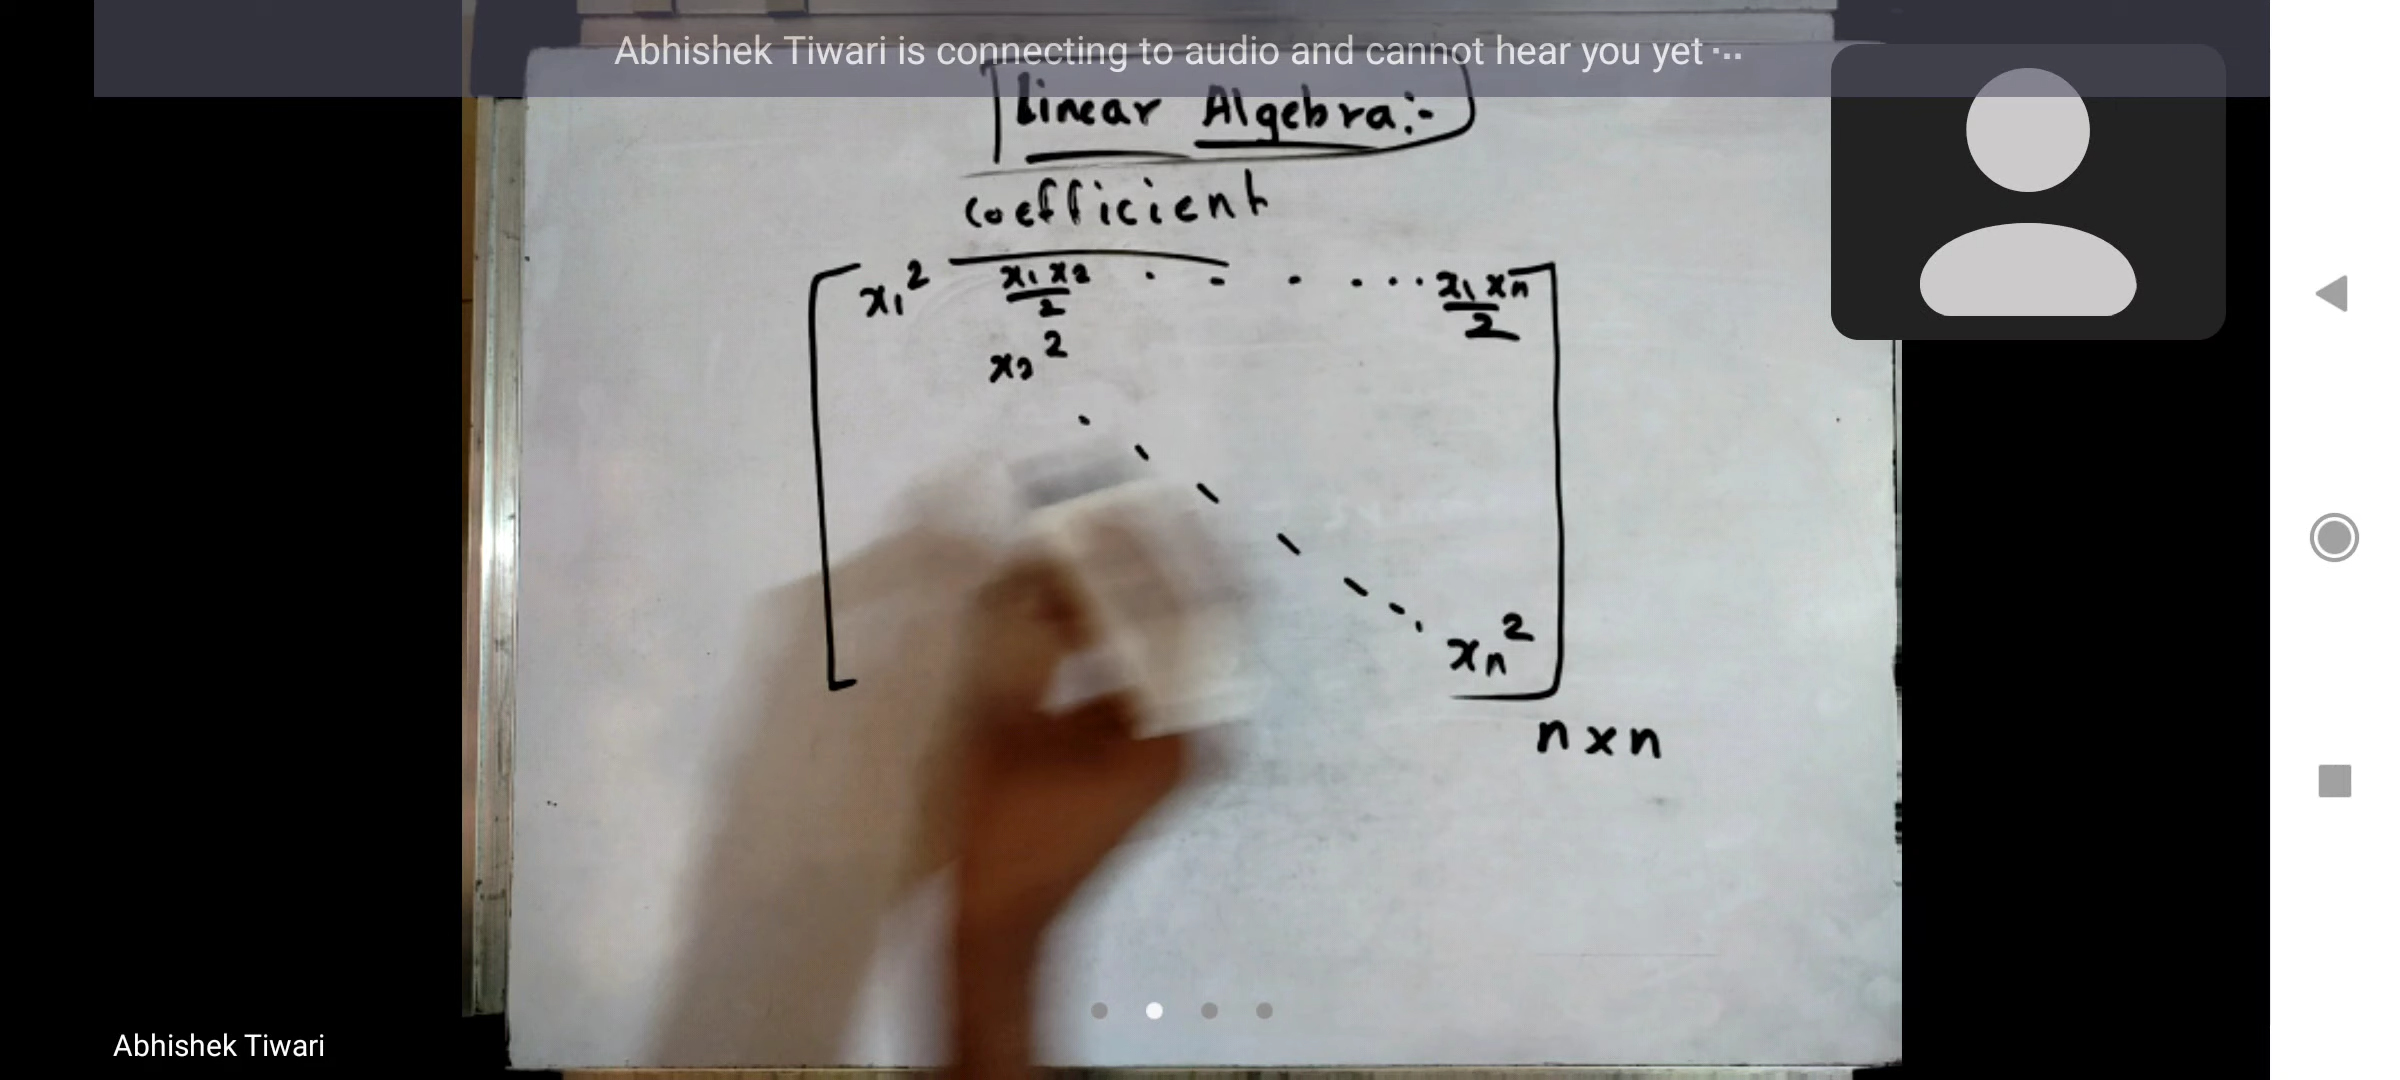 Abhishek Tiwari is connecting to audio and cannot hear you yet ...
Linear Algebra:-
coefficient
x₁² x₁x₂/2 . - . . . . x₁xₙ/2
x₂²
xₙ²
n×n
Abhishek Tiwari